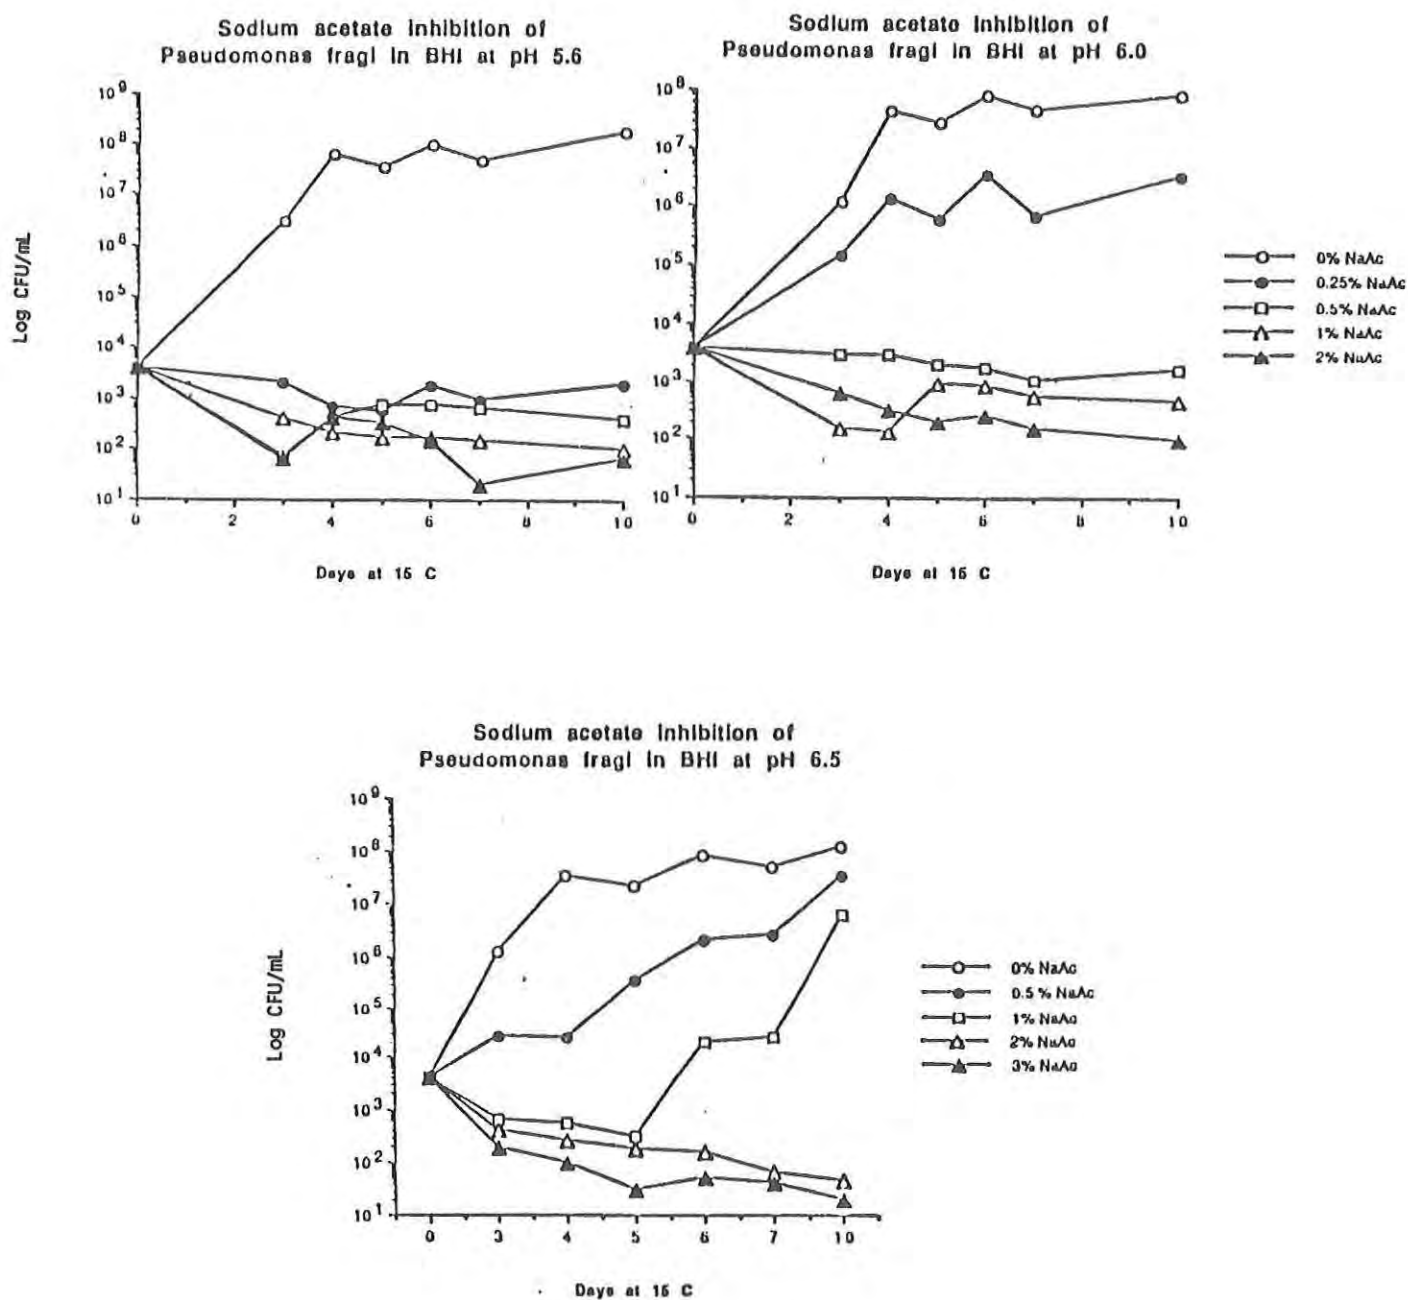 Sodium acetate inhibition of
Pseudomonas fragi in BHI at pH 5.6
Sodium acetate inhibition of
Pseudomonas fragi in BHI at pH 6.0
Log CFU/mL
10^9
10^8
10^7
10^6
10^5
10^4
10^3
10^2
10^1
0 2 4 6 8 10
Days at 15 C
10^8
10^7
10^6
10^5
10^4
10^3
10^2
10^1
0 2 4 6 8 10
Days at 15 C
0% NaAc
0.25% NaAc
0.5% NaAc
1% NaAc
2% NaAc
Sodium acetate inhibition of
Pseudomonas fragi in BHI at pH 6.5
Log CFU/mL
10^9
10^8
10^7
10^6
10^5
10^4
10^3
10^2
10^1
0 3 4 5 6 7 10
Days at 15 C
0% NaAc
0.5% NaAc
1% NaAc
2% NaAc
3% NaAc